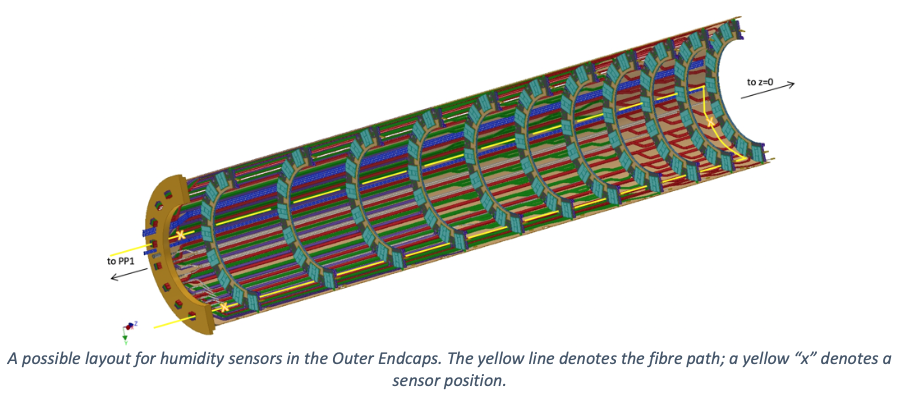 to z=0
to PP1
z
Y
A possible layout for humidity sensors in the Outer Endcaps. The yellow line denotes the fibre path; a yellow “x” denotes a
sensor position.